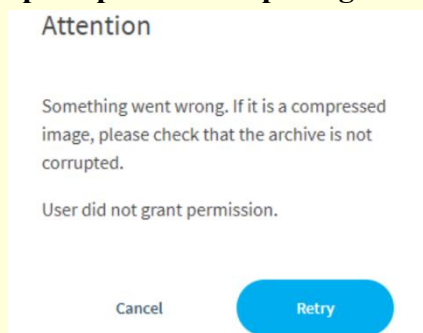 Attention
Something went wrong. If it is a compressed
image, please check that the archive is not
corrupted.
User did not grant permission.
Cancel
Retry